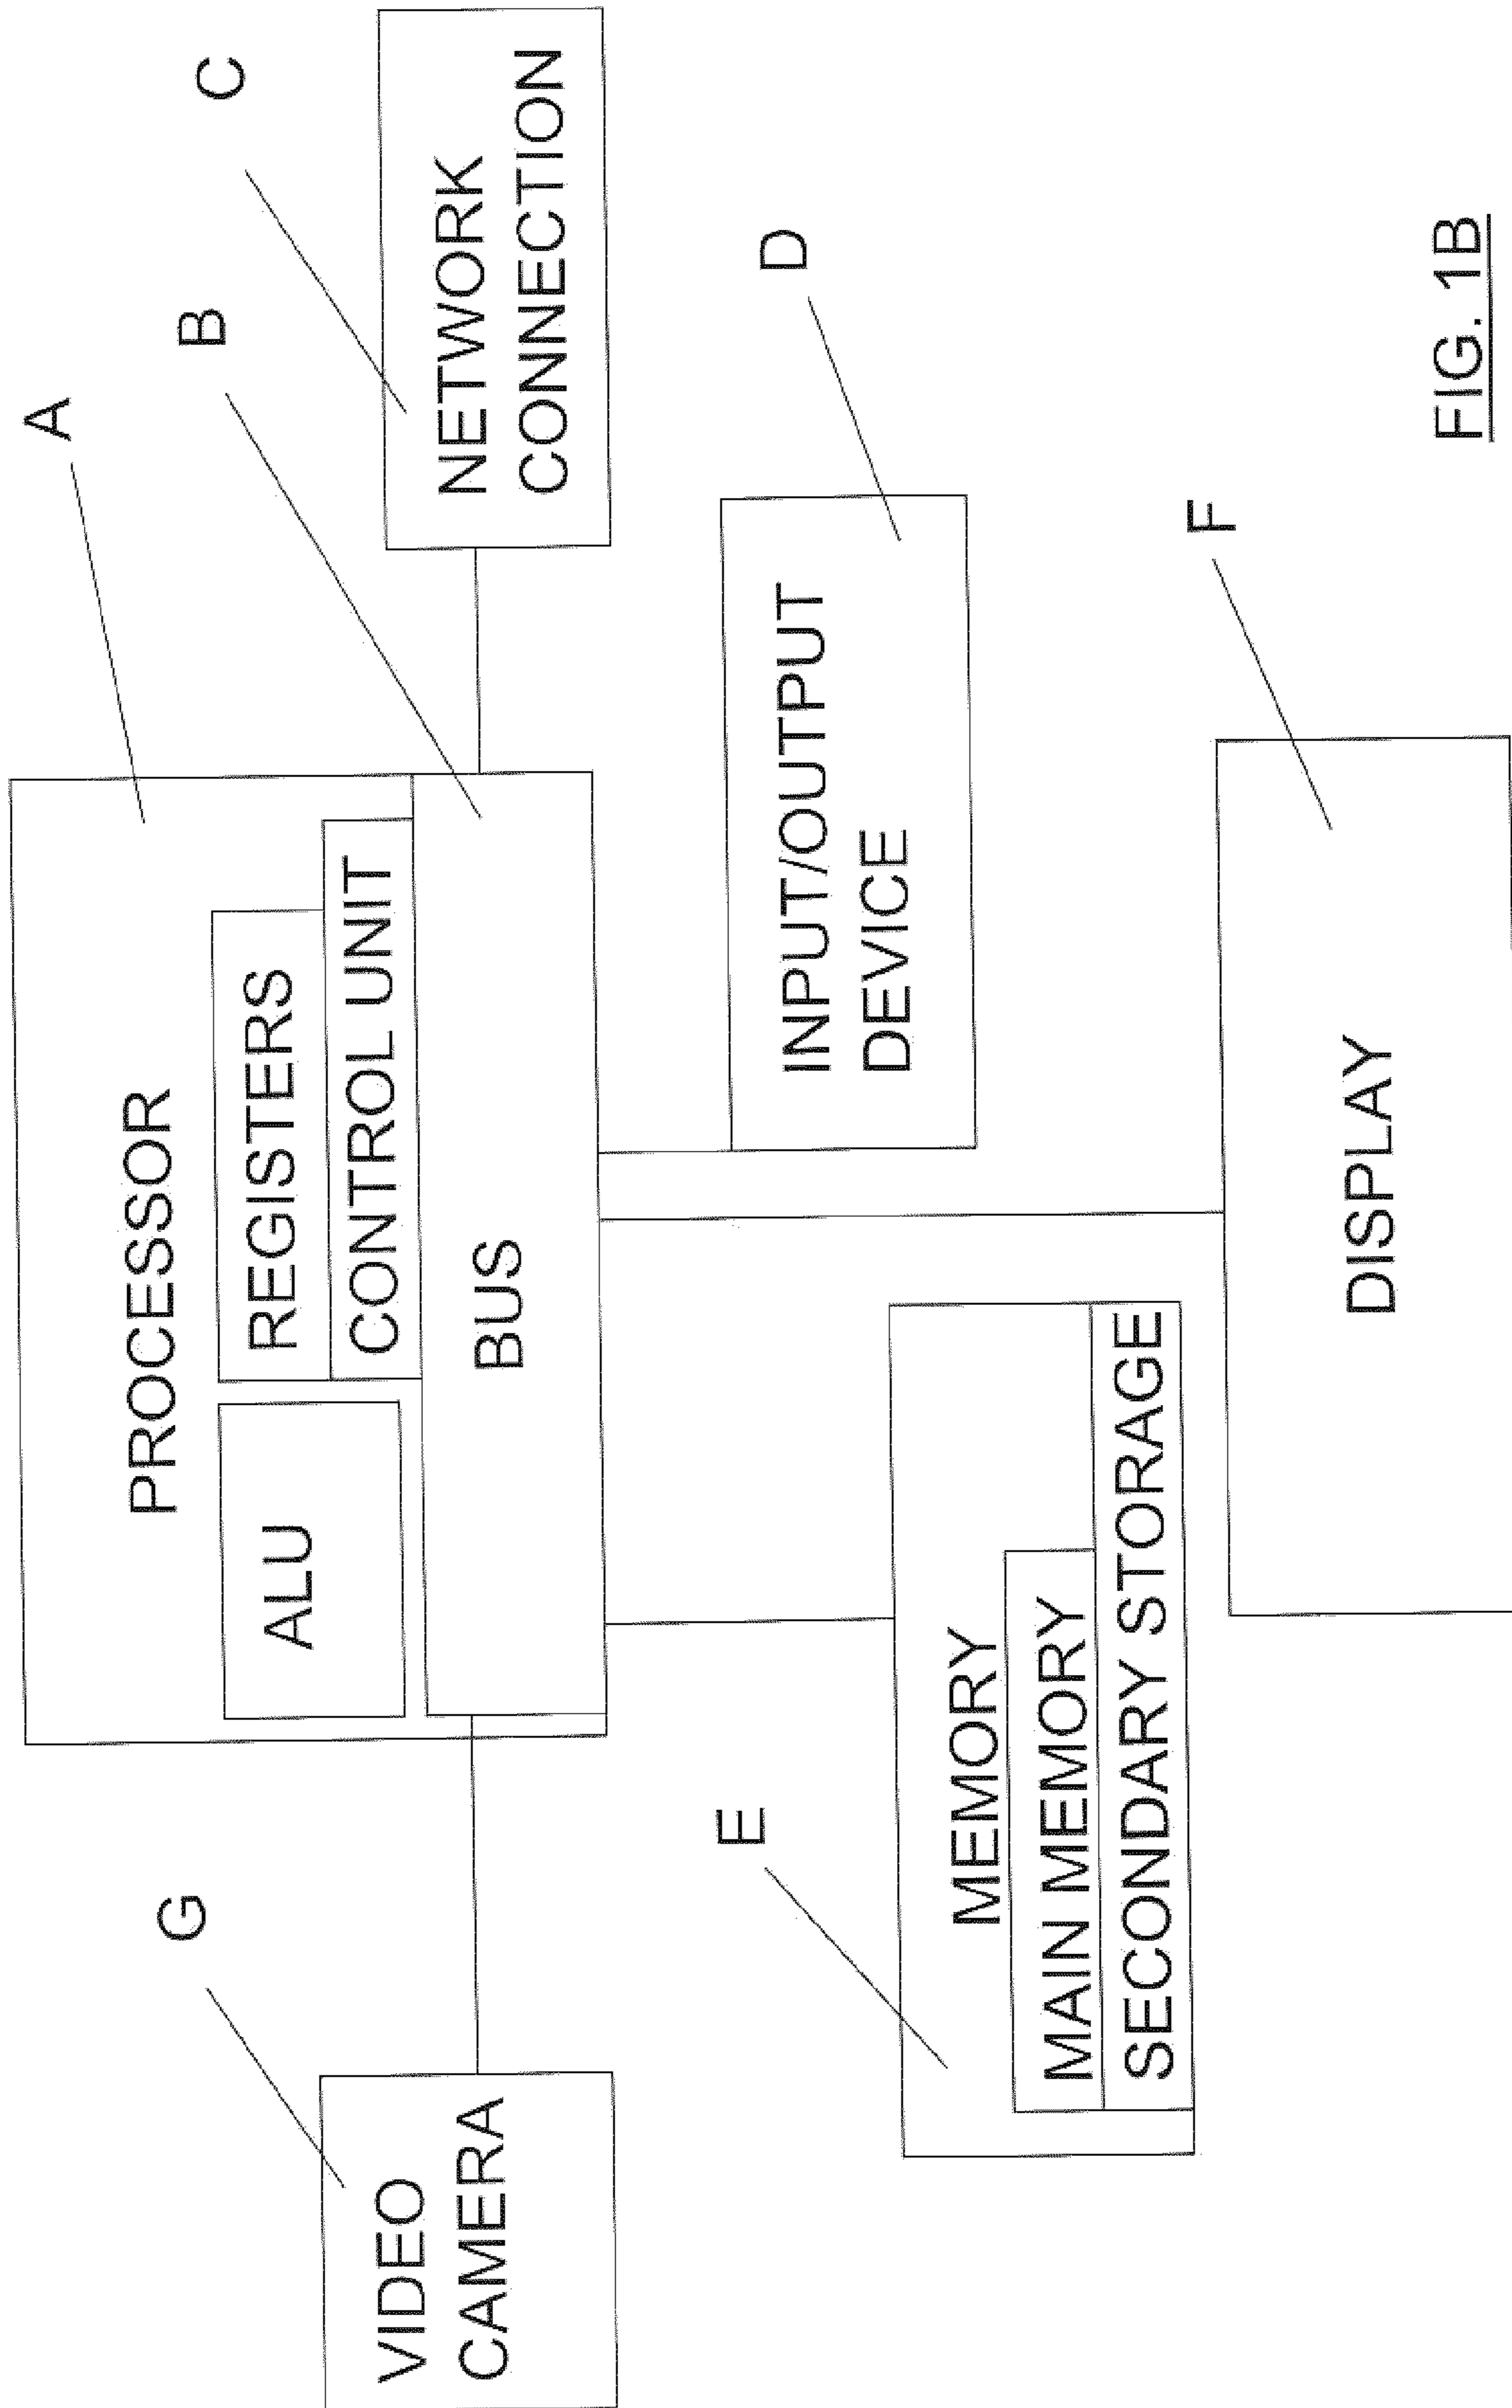 A
B
C
PROCESSOR
ALU
REGISTERS
CONTROL UNIT
BUS
NETWORK
CONNECTION
G
VIDEO
CAMERA
D
INPUT/OUTPUT
DEVICE
E
MEMORY
MAIN MEMORY
SECONDARY STORAGE
F
DISPLAY
FIG. 1B